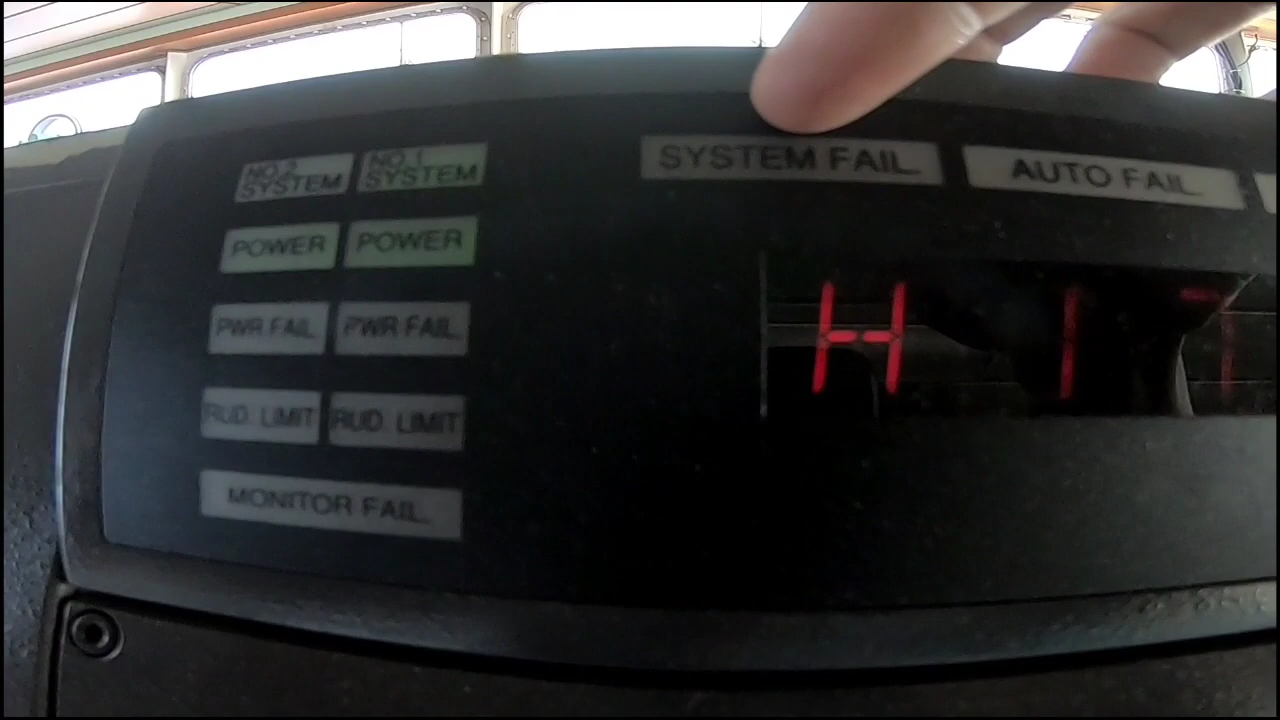 NO.2 SYSTEM
NO.1 SYSTEM
SYSTEM FAIL.
AUTO FAIL.
POWER
POWER
PWR FAIL.
PWR FAIL.
RUD. LIMIT
RUD. LIMIT
MONITOR FAIL.
H 1